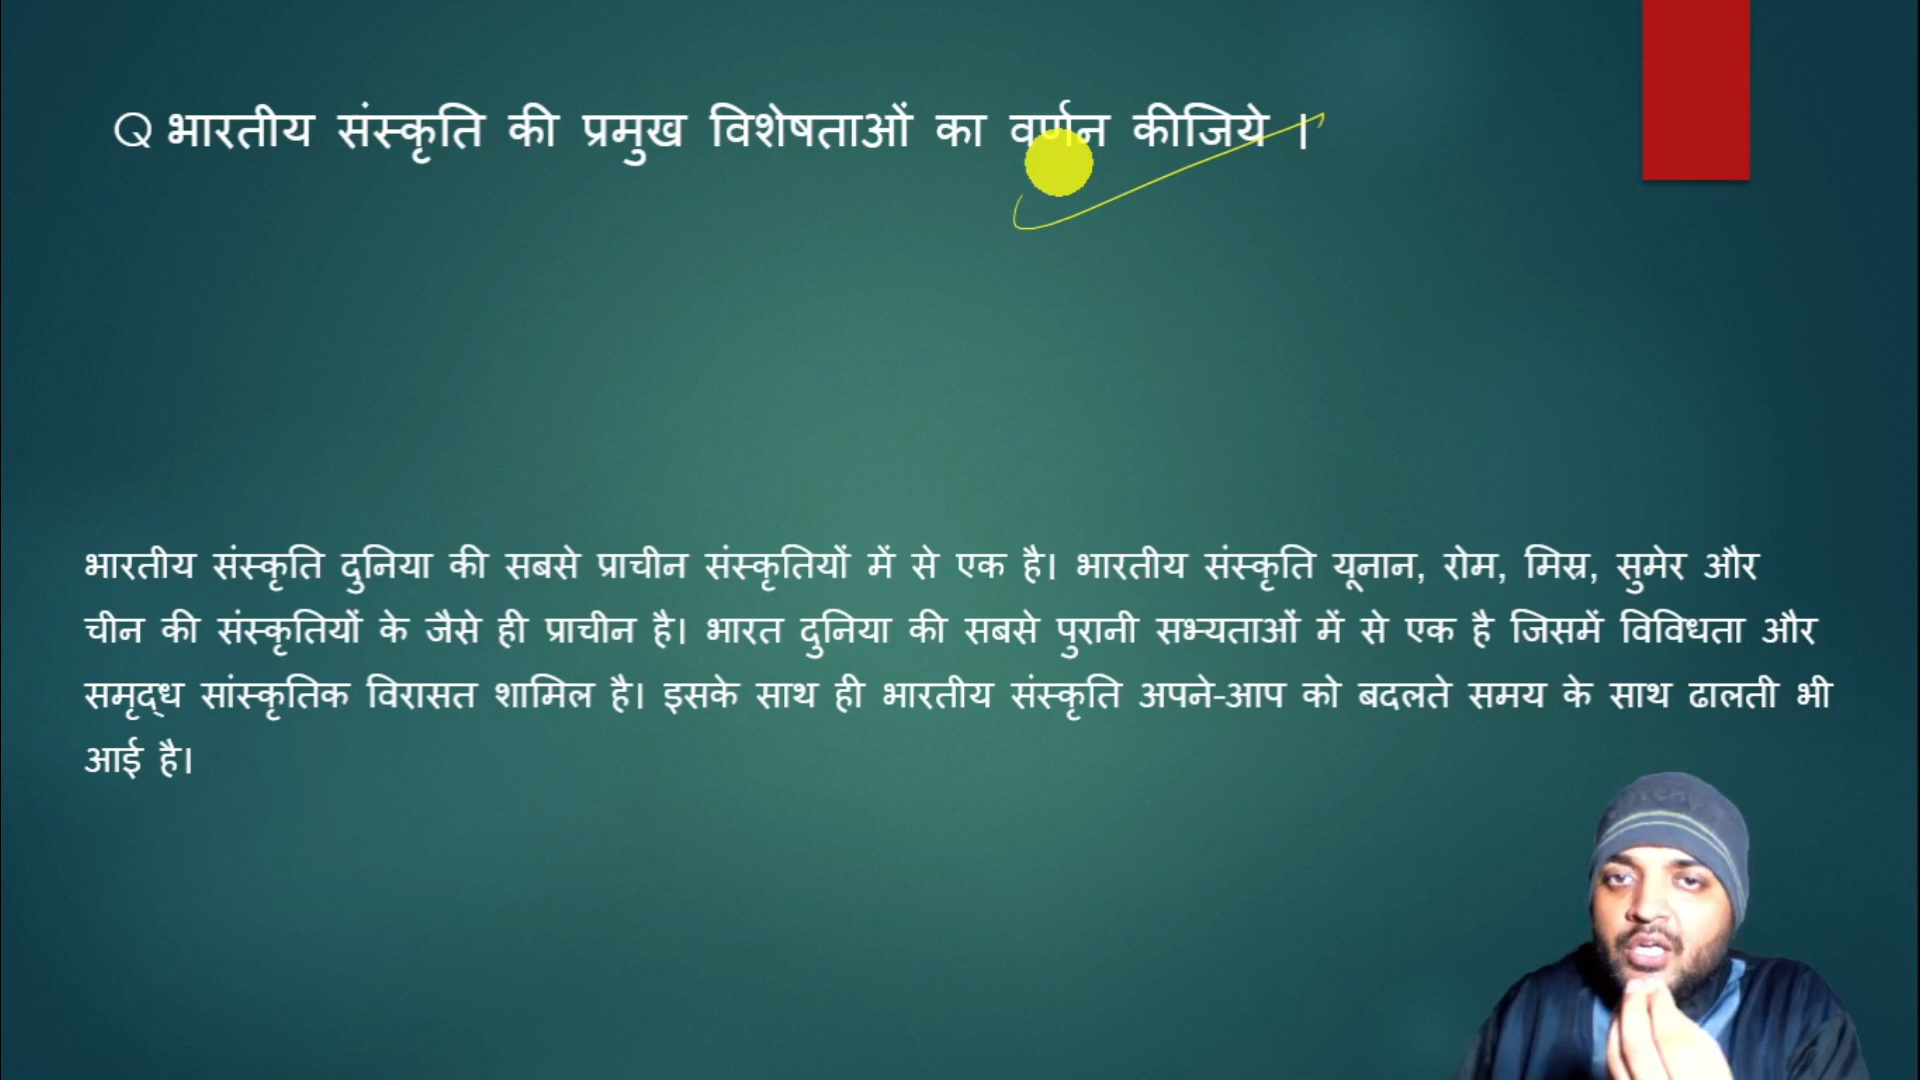 Q भारतीय संस्कृति की प्रमुख विशेषताओं का वर्णन कीजिये ।
भारतीय संस्कृति दुनिया की सबसे प्राचीन संस्कृतियों में से एक है। भारतीय संस्कृति यूनान, रोम, मिस्र, सुमेर और
चीन की संस्कृतियों के जैसे ही प्राचीन है। भारत दुनिया की सबसे पुरानी सभ्यताओं में से एक है जिसमें विविधता और
समृद्ध सांस्कृतिक विरासत शामिल है। इसके साथ ही भारतीय संस्कृति अपने-आप को बदलते समय के साथ ढालती भी
आई है।